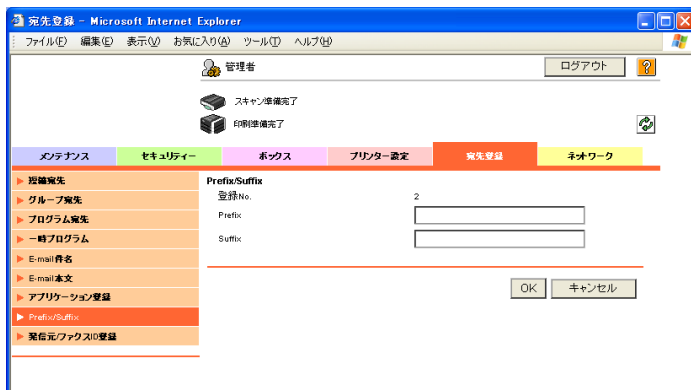 宛先登録 - Microsoft Internet Explorer
ファイル(F) 編集(E) 表示(V) お気に入り(A) ツール(T) ヘルプ(H)
管理者 ログアウト ?
スキャン準備完了
印刷準備完了
メンテナンス セキュリティー ボックス プリンター設定 宛先登録 ネットワーク
短縮宛先
グループ宛先
プログラム宛先
一時プログラム
E-mail件名
E-mail本文
アプリケーション登録
Prefix/Suffix
発信元/ファクスID登録
Prefix/Suffix
登録No. 2
Prefix
Suffix
OK キャンセル